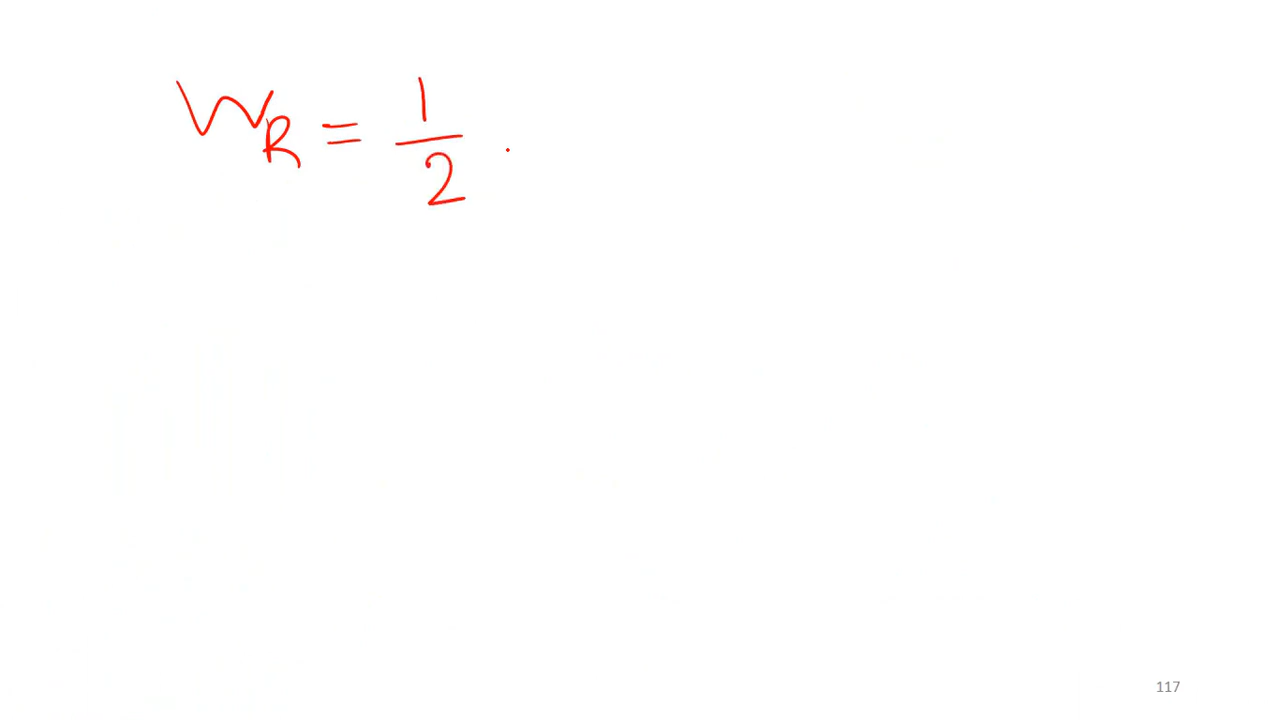 W_R = 1/2 .
117